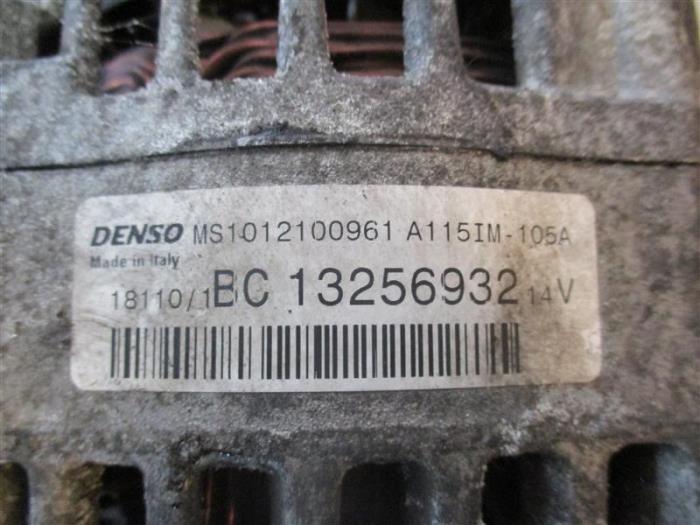 DENSO MS1012100961 A115IM-105A
Made in Italy
18110/1 BC 13256932 14V